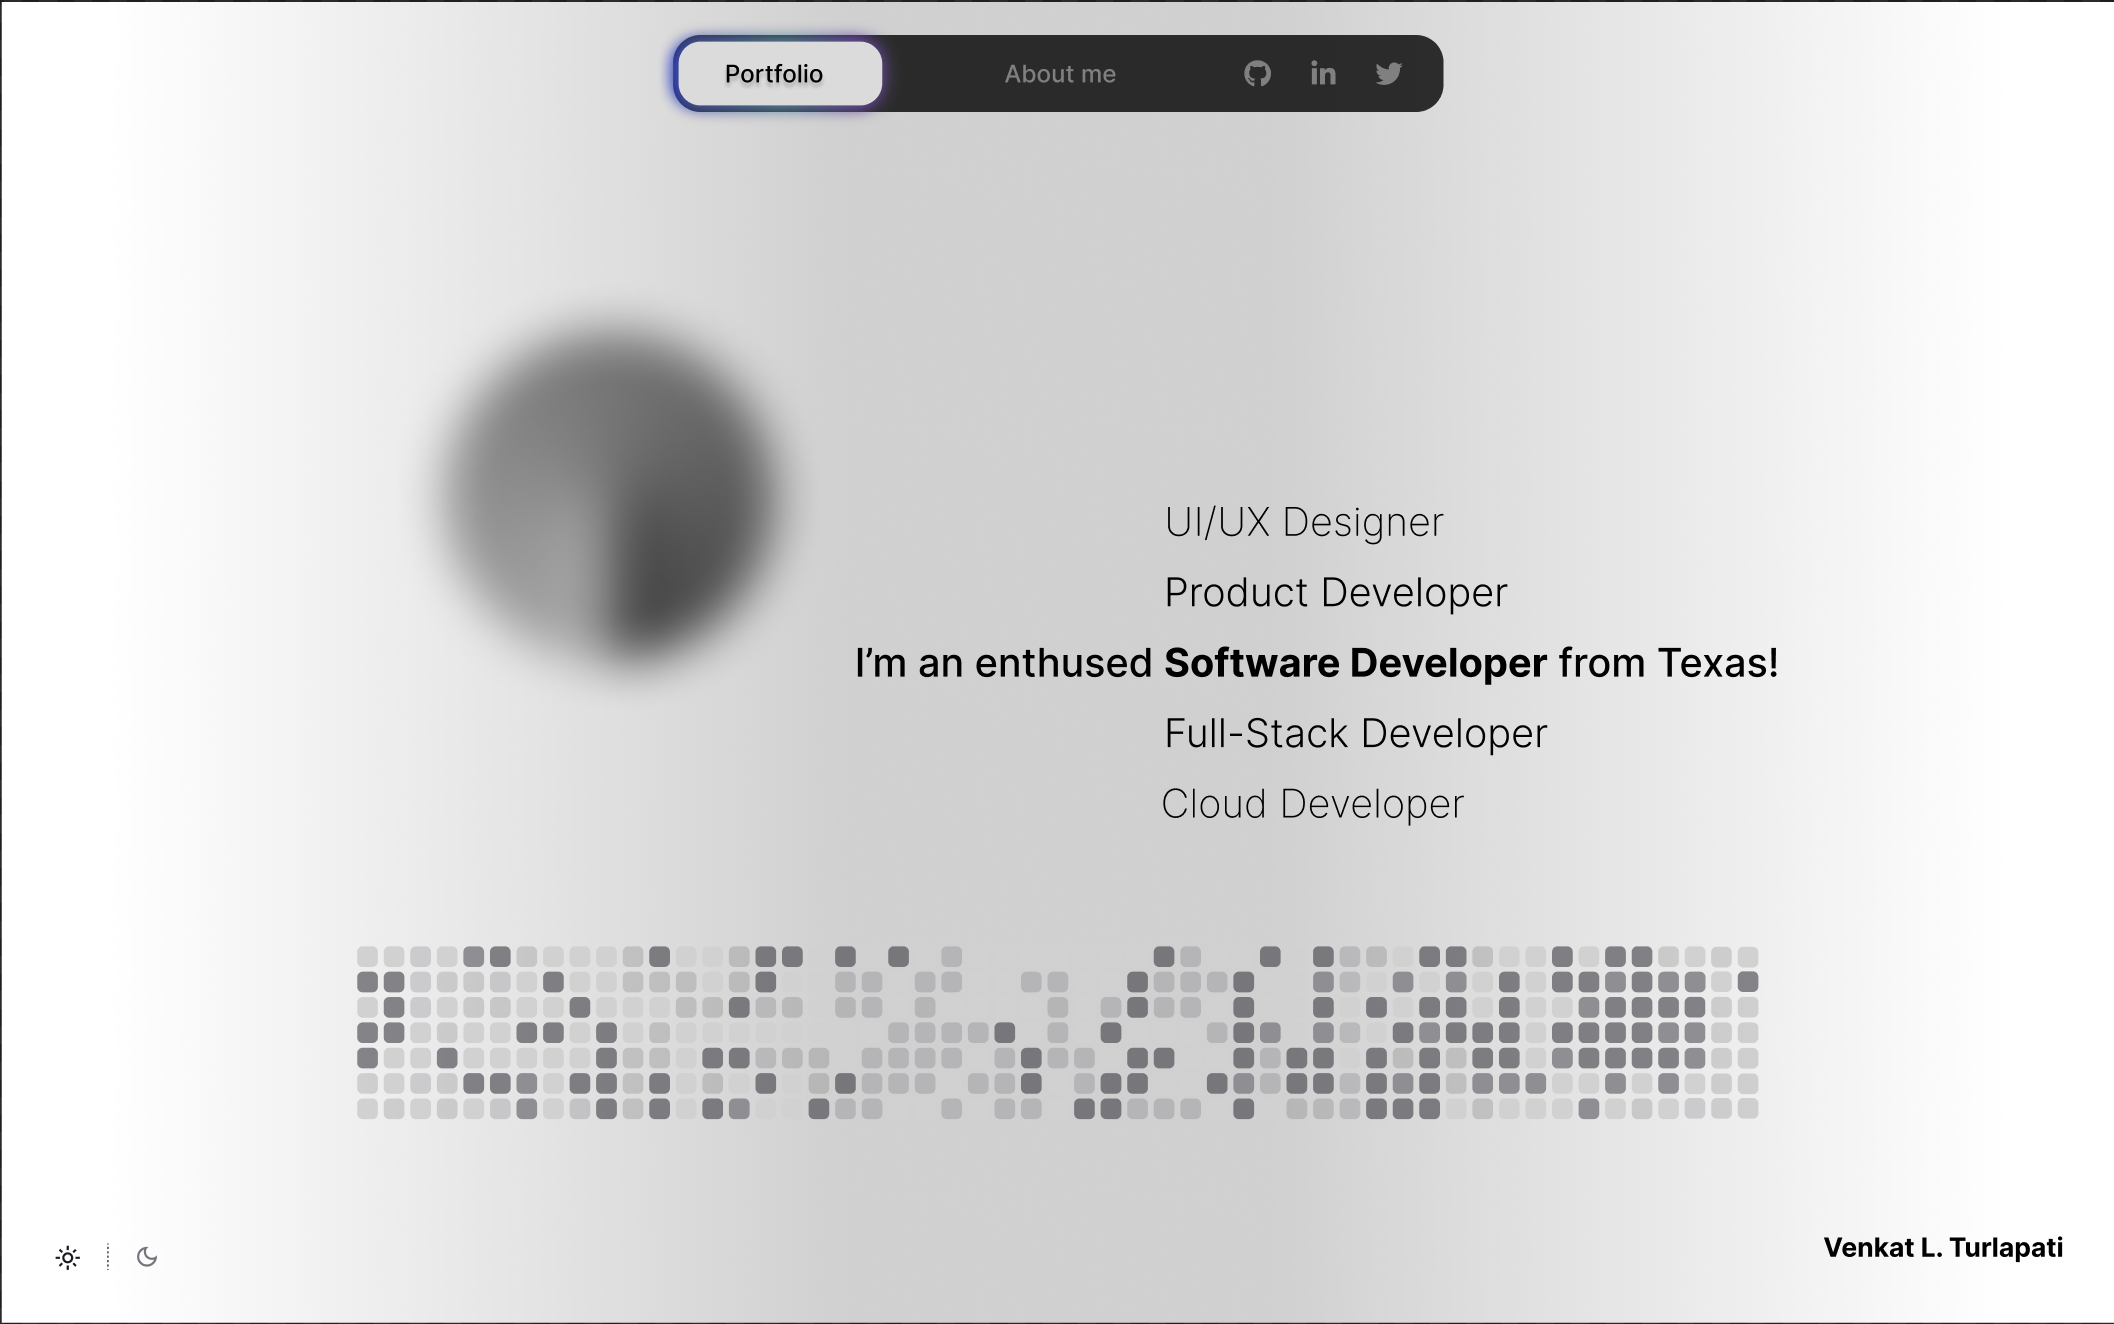 Portfolio
About me
UI/UX Designer
Product Developer
I’m an enthused Software Developer from Texas!
Full-Stack Developer
Cloud Developer
Venkat L. Turlapati